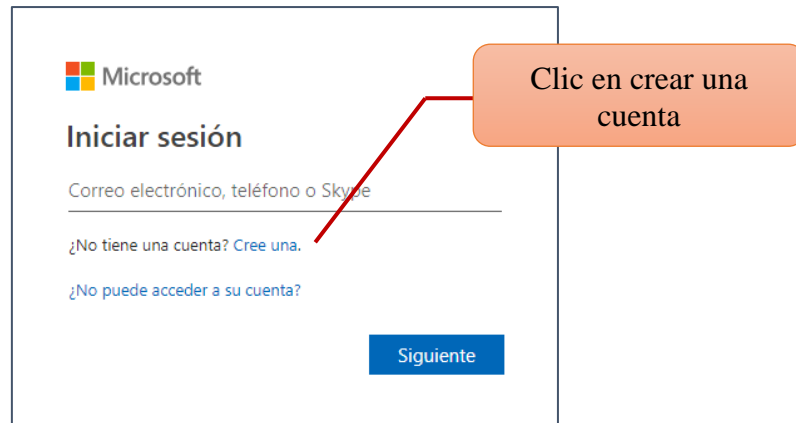 Microsoft
Clic en crear una
cuenta
Iniciar sesión
Correo electrónico, teléfono o Skype
¿No tiene una cuenta? Cree una.
¿No puede acceder a su cuenta?
Siguiente